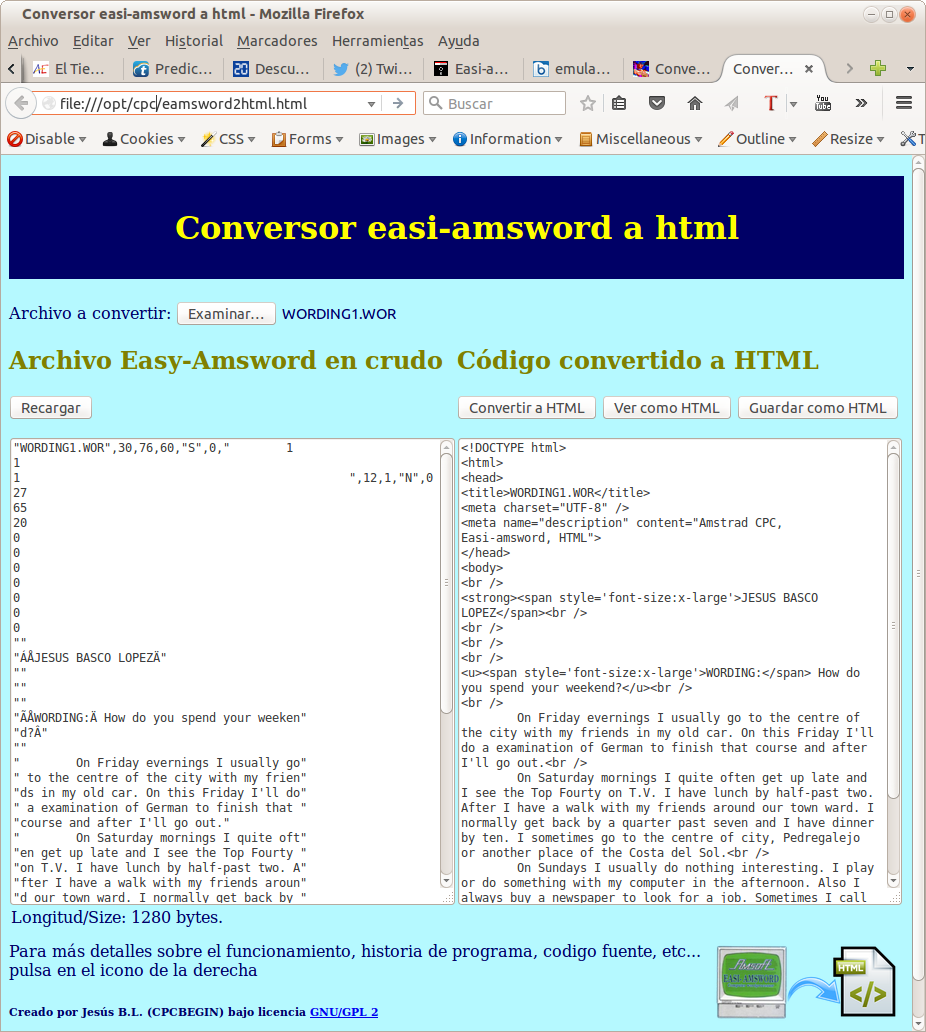 Conversor easi-amsword a html - Mozilla Firefox
Archivo Editar Ver Historial Marcadores Herramientas Ayuda
El Tie... Predic... Descu... (2) Twi... Easi-a... emula... Conve... Conver...
file:///opt/cpc/eamsword2html.html Buscar
Disable Cookies CSS Forms Images Information Miscellaneous Outline Resize T
Conversor easi-amsword a html
Archivo a convertir: Examinar... WORDING1.WOR
Archivo Easy-Amsword en crudo Código convertido a HTML
Recargar Convertir a HTML Ver como HTML Guardar como HTML
"WORDING1.WOR",30,76,60,"S",0," 1
1
1 ",12,1,"N",0
27
65
20
0
0
0
0
0
0
0
""
"ÁÅJESUS BASCO LOPEZÄ"
""
""
""
"ÃÅWORDING:Ä How do you spend your weeken"
"d?Â"
""
" On Friday evernings I usually go"
" to the centre of the city with my frien"
"ds in my old car. On this Friday I'll do"
" a examination of German to finish that "
"course and after I'll go out."
" On Saturday mornings I quite oft"
"en get up late and I see the Top Fourty "
"on T.V. I have lunch by half-past two. A"
"fter I have a walk with my friends aroun"
"d our town ward. I normally get back by "
<!DOCTYPE html>
<html>
<head>
<title>WORDING1.WOR</title>
<meta charset="UTF-8" />
<meta name="description" content="Amstrad CPC,
Easi-amsword, HTML">
</head>
<body>
<br />
<strong><span style='font-size:x-large'>JESUS BASCO
LOPEZ</span><br />
<br />
<br />
<br />
<u><span style='font-size:x-large'>WORDING:</span> How do
you spend your weekend?</u><br />
<br />
On Friday evernings I usually go to the centre of
the city with my friends in my old car. On this Friday I'll
do a examination of German to finish that course and after
I'll go out.<br />
On Saturday mornings I quite often get up late and
I see the Top Fourty on T.V. I have lunch by half-past two.
After I have a walk with my friends around our town ward. I
normally get back by a quarter past seven and I have dinner
by ten. I sometimes go to the centre of city, Pedregalejo
or another place of the Costa del Sol.<br />
On Sundays I usually do nothing interesting. I play
or do something with my computer in the afternoon. Also I
always buy a newspaper to look for a job. Sometimes I call
Longitud/Size: 1280 bytes.
Para más detalles sobre el funcionamiento, historia de programa, codigo fuente, etc...
pulsa en el icono de la derecha
Amsoft
EASI-AMSWORD
HTML
</>
Creado por Jesús B.L. (CPCBEGIN) bajo licencia GNU/GPL 2